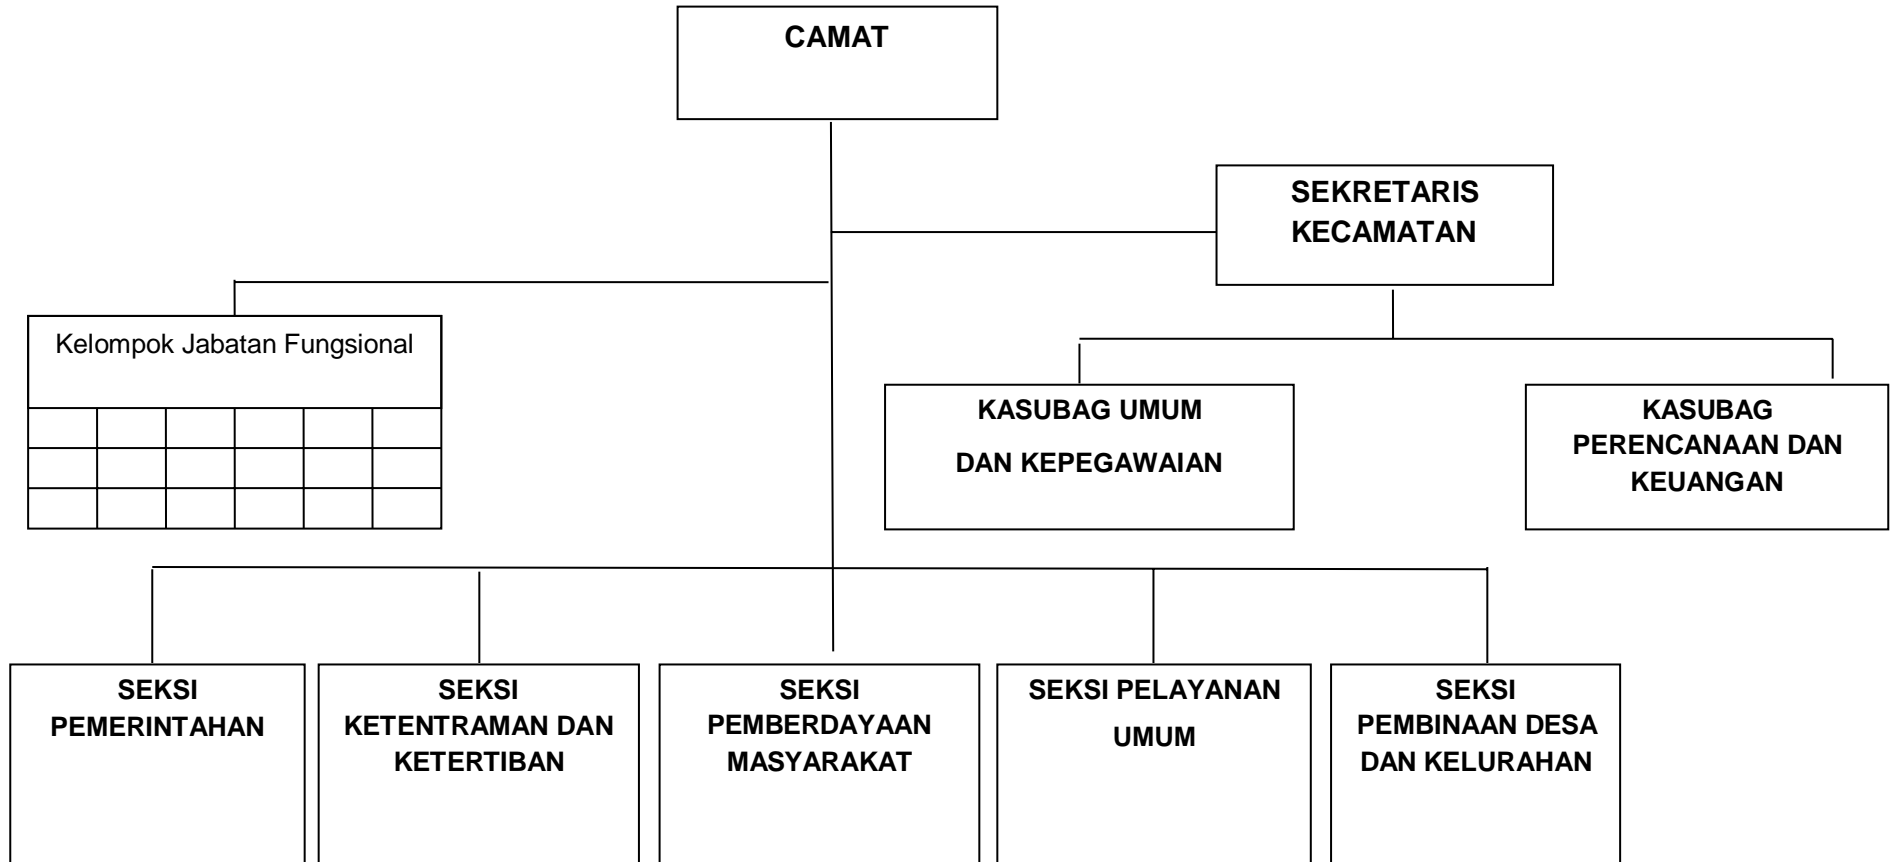 CAMAT
SEKRETARIS
KECAMATAN
Kelompok Jabatan Fungsional
KASUBAG UMUM
DAN KEPEGAWAIAN
KASUBAG
PERENCANAAN DAN
KEUANGAN
SEKSI
PEMERINTAHAN
SEKSI
KETENTRAMAN DAN
KETERTIBAN
SEKSI
PEMBERDAYAAN
MASYARAKAT
SEKSI PELAYANAN
UMUM
SEKSI
PEMBINAAN DESA
DAN KELURAHAN